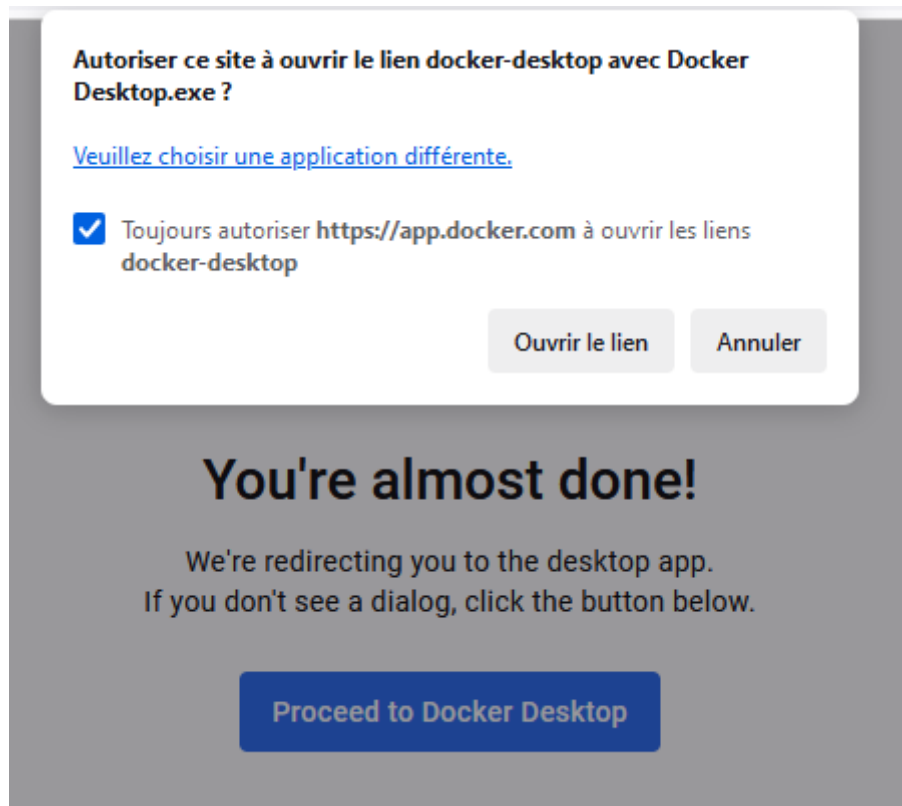 Autoriser ce site à ouvrir le lien docker-desktop avec Docker
Desktop.exe ?
Veuillez choisir une application différente.
Toujours autoriser https://app.docker.com à ouvrir les liens
docker-desktop
Ouvrir le lien
Annuler
You're almost done!
We're redirecting you to the desktop app.
If you don't see a dialog, click the button below.
Proceed to Docker Desktop